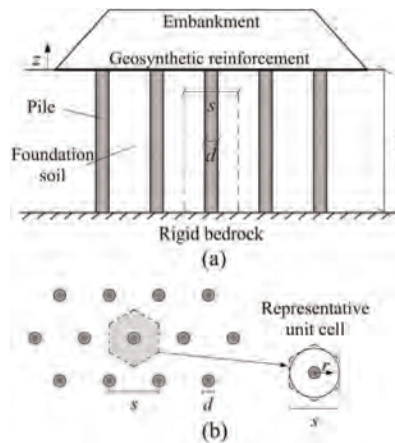 Embankment
z
Geosynthetic reinforcement
Pile
s
Foundation
soil
d
Rigid bedrock
(a)
Representative
unit cell
r
s
d
s
(b)